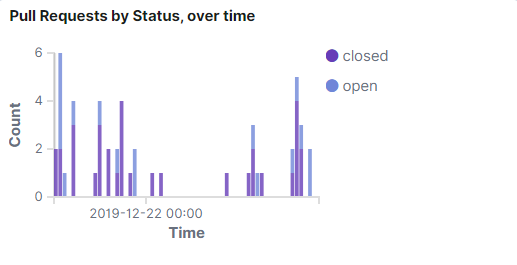 Pull Requests by Status, over time
closed
open
6
4
2
0
Count
2019-12-22 00:00
Time